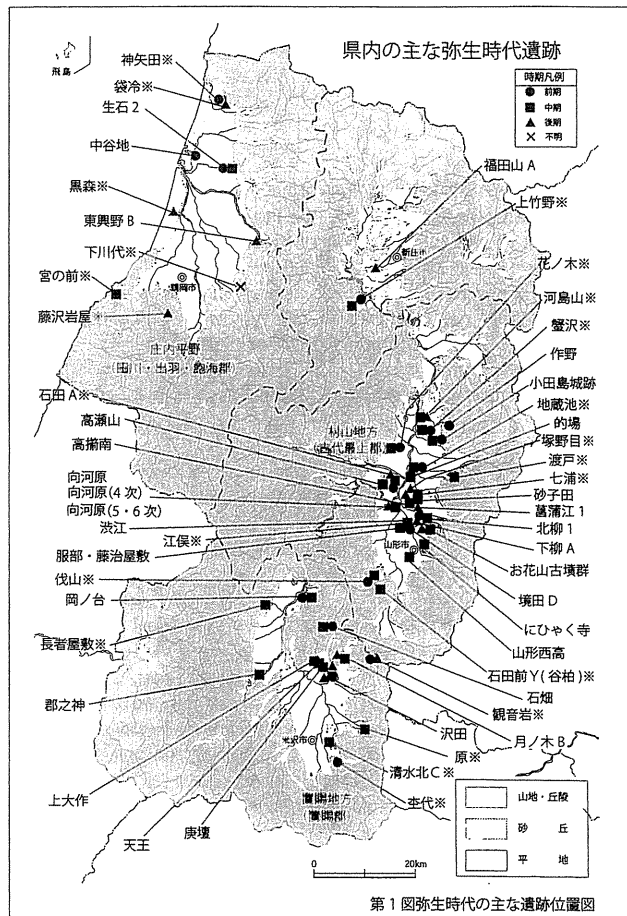 県内の主な弥生時代遺跡
飛島
時期凡例
● 前期
■ 中期
▲ 後期
× 不明
神矢田※
袋冷※
生石2
中谷地
黒森※
東興野B
下川代※
宮の前※
藤沢岩屋※
鶴岡市
庄内平野
(田川・出羽・飽海郡)
福田山A
上竹野※
新庄市
花ノ木※
河島山※
蟹沢※
作野
小田島城跡
地蔵池※
的場
塚野目※
渡戸※
七浦※
砂子田
菖蒲江1
北柳1
下柳A
お花山古墳群
境田D
にひゃく寺
山形西高
石田前Y(谷柏)※
石畑
観音岩※
月ノ木B
沢田
原※
清水北C※
杢代※
石田A※
高瀬山
高擶南
向河原
向河原(4次)
向河原(5・6次)
渋江
江俣※
服部・藤治屋敷
村山地方
(古代最上郡)
山形市
伐山※
岡ノ台
長者屋敷※
郡之神
上大作
天王
庚壇
米沢市
置賜地方
(置賜郡)
山地・丘陵
砂丘
平地
0 20km
第1図弥生時代の主な遺跡位置図